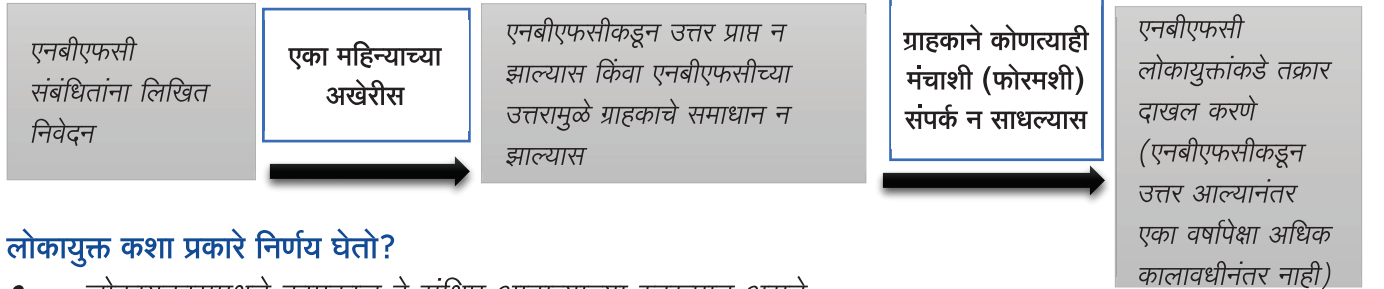 एनबीएफसी
संबंधितांना लिखित
निवेदन
एका महिन्याच्या
अखेरीस
एनबीएफसीकडून उत्तर प्राप्त न
झाल्यास किंवा एनबीएफसीच्या
उत्तरामुळे ग्राहकाचे समाधान न
झाल्यास
ग्राहकाने कोणत्याही
मंचाशी (फोरमशी)
संपर्क न साधल्यास
एनबीएफसी
लोकायुक्तांकडे तक्रार
दाखल करणे
(एनबीएफसीकडून
उत्तर आल्यानंतर
एका वर्षापेक्षा अधिक
कालावधीनंतर नाही)
लोकायुक्त कशा प्रकारे निर्णय घेतो?